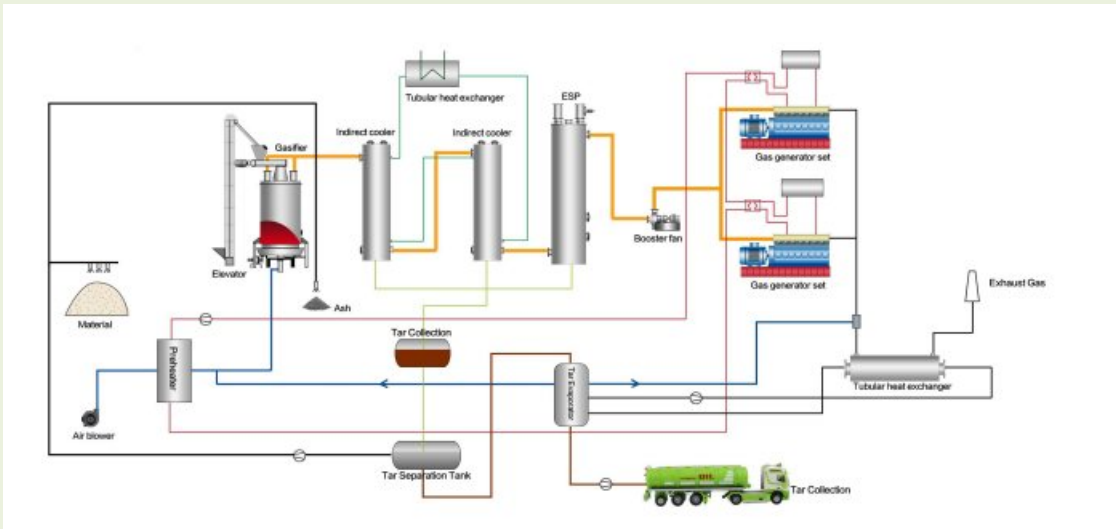 ESP
Tubular heat exchanger
Indirect cooler
Indirect cooler
Gasifier
Gas generator set
Booster fan
Elevator
Gas generator set
Exhaust Gas
Ash
Material
Tar Collection
Preheater
Tar Evaporator
Tubular heat exchanger
Air blower
Tar Separation Tank
Tar Collection